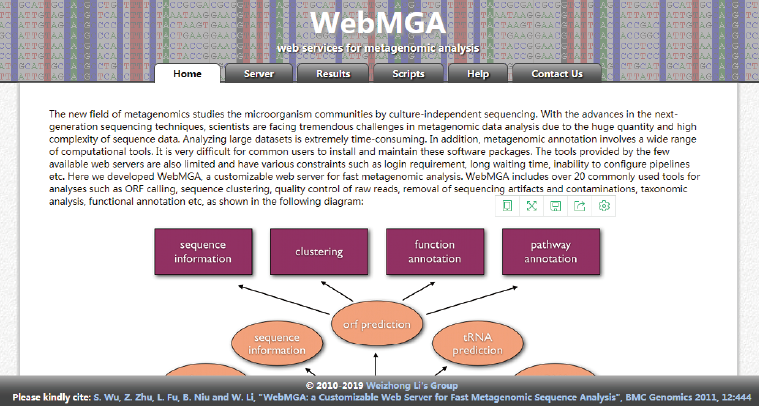 WebMGA
web services for metagenomic analysis
Home Server Results Scripts Help Contact Us
The new field of metagenomics studies the microorganism communities by culture-independent sequencing. With the advances in the next-
generation sequencing techniques, scientists are facing tremendous challenges in metagenomic data analysis due to the huge quantity and high
complexity of sequence data. Analyzing large datasets is extremely time-consuming. In addition, metagenomic annotation involves a wide range
of computational tools. It is very difficult for common users to install and maintain these software packages. The tools provided by the few
available web servers are also limited and have various constraints such as login requirement, long waiting time, inability to configure pipelines
etc. Here we developed WebMGA, a customizable web server for fast metagenomic analysis. WebMGA includes over 20 commonly used tools for
analyses such as ORF calling, sequence clustering, quality control of raw reads, removal of sequencing artifacts and contaminations, taxonomic
analysis, functional annotation etc, as shown in the following diagram:
sequence
information
clustering
function
annotation
pathway
annotation
orf prediction
sequence
information
tRNA
prediction
© 2010-2019 Weizhong Li's Group
Please kindly cite: S. Wu, Z. Zhu, L. Fu, B. Niu and W. Li, "WebMGA: a Customizable Web Server for Fast Metagenomic Sequence Analysis", BMC Genomics 2011, 12:444